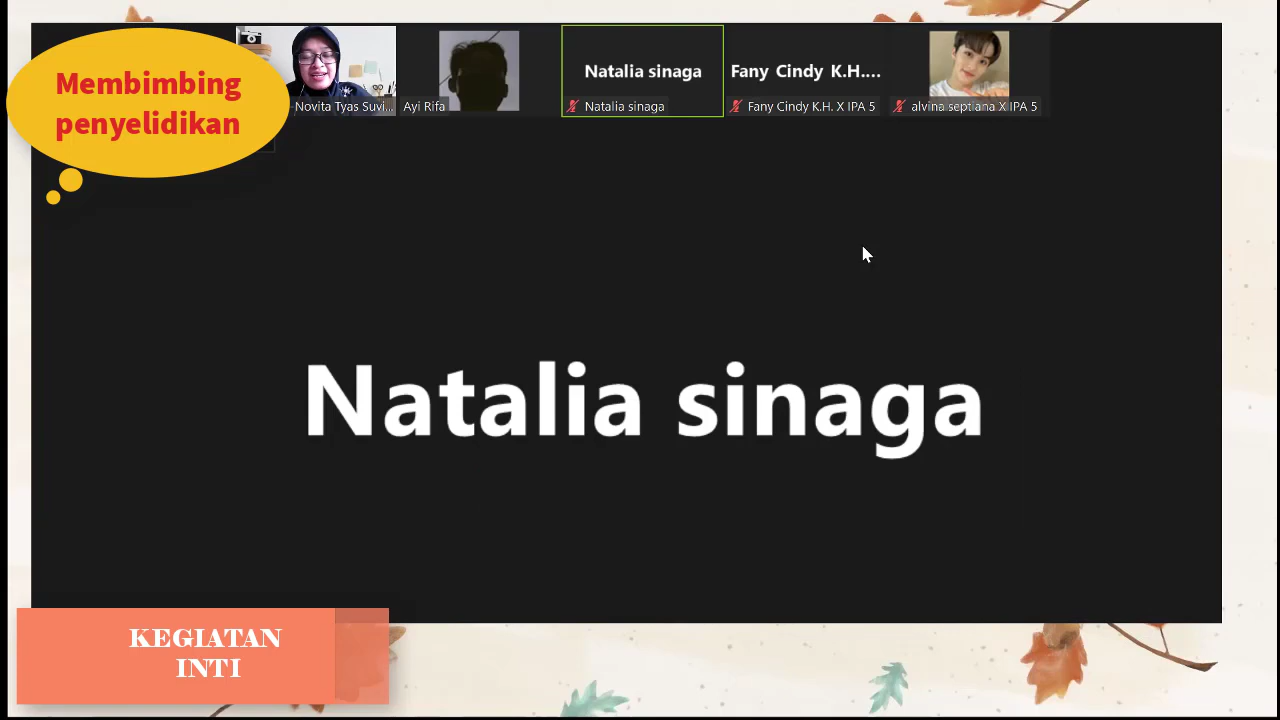 Membimbing
penyelidikan
Novita Tyas Suvi...
Ayi Rifa
Natalia sinaga
Natalia sinaga
Fany Cindy K.H....
Fany Cindy K.H. X IPA 5
alvina septiana X IPA 5
Natalia sinaga
KEGIATAN
INTI